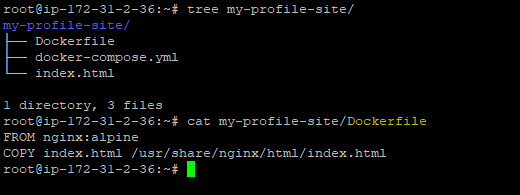 root@ip-172-31-2-36:~# tree my-profile-site/
my-profile-site/
├── Dockerfile
├── docker-compose.yml
└── index.html

1 directory, 3 files
root@ip-172-31-2-36:~# cat my-profile-site/Dockerfile
FROM nginx:alpine
COPY index.html /usr/share/nginx/html/index.html
root@ip-172-31-2-36:~#